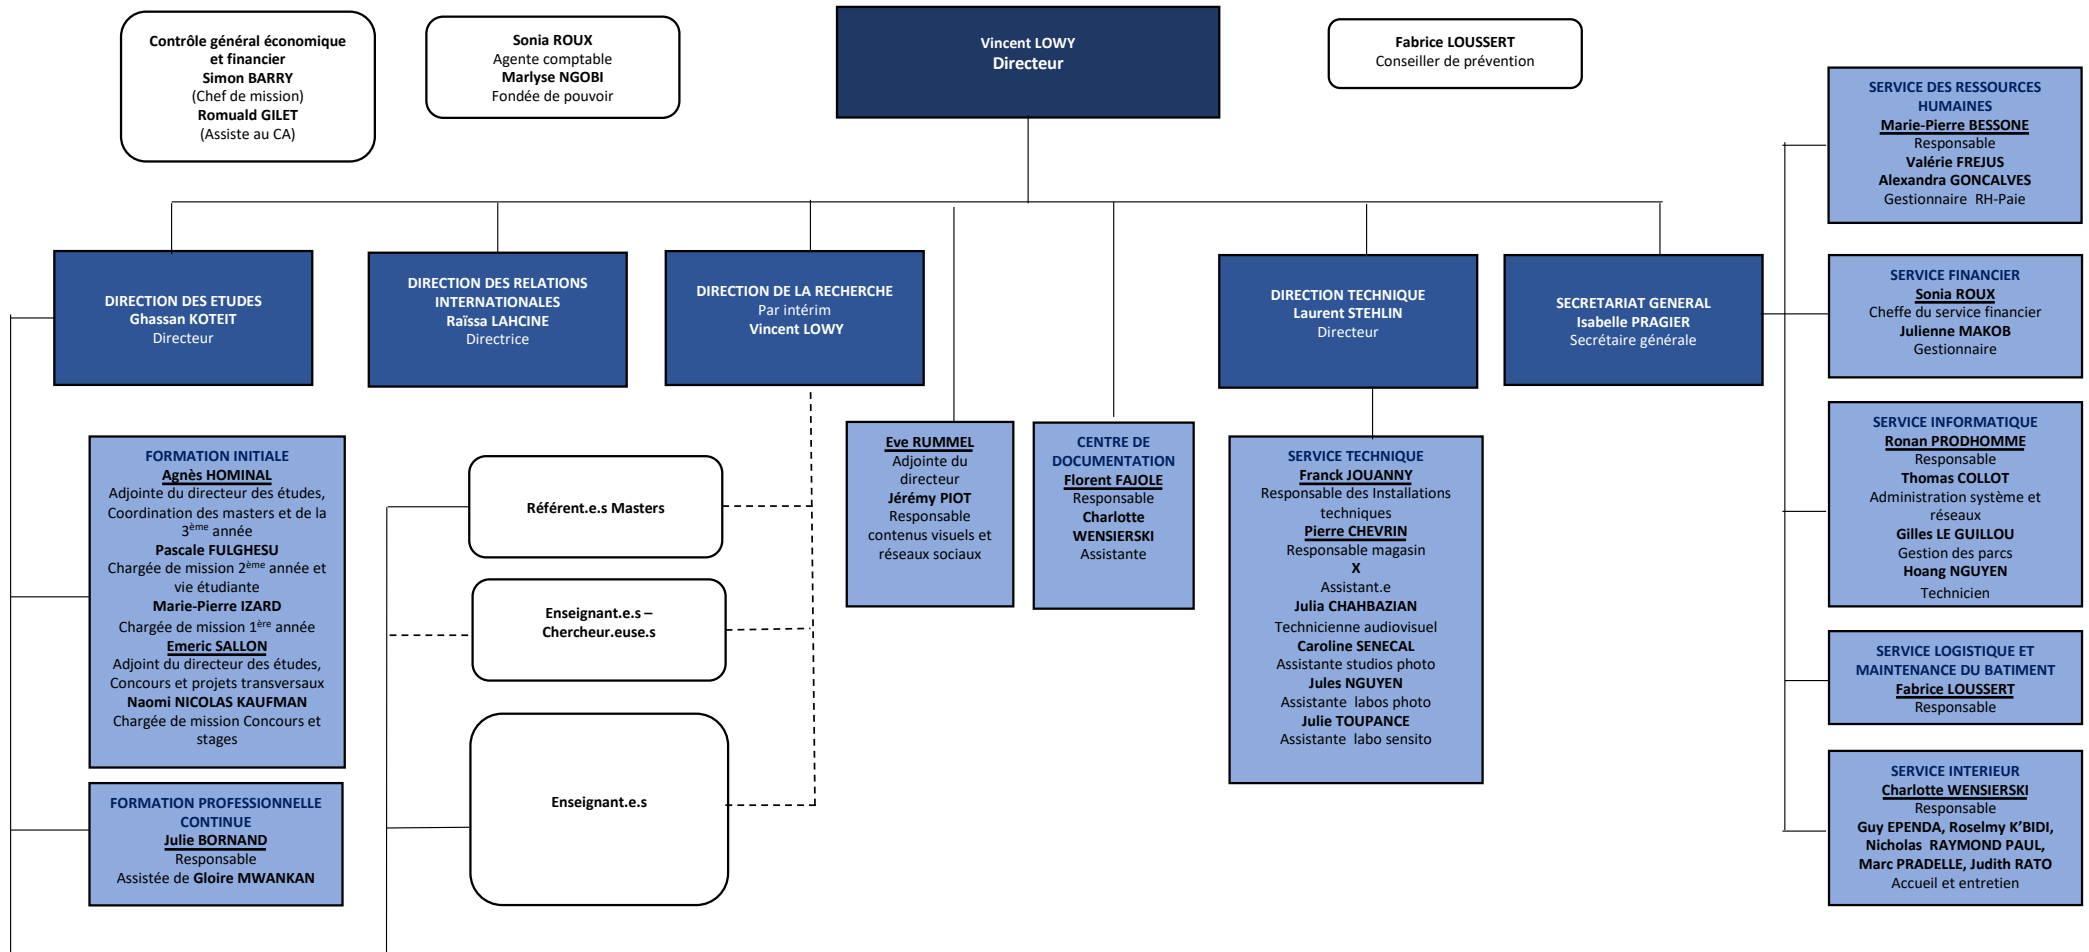 Contrôle général économique
et financier
Simon BARRY
(Chef de mission)
Romuald GILET
(Assiste au CA)
Sonia ROUX
Agente comptable
Marlyse NGOBI
Fondée de pouvoir
Vincent LOWY
Directeur
Fabrice LOUSSERT
Conseiller de prévention
SERVICE DES RESSOURCES
HUMAINES
Marie-Pierre BESSONE
Responsable
Valérie FREJUS
Alexandra GONCALVES
Gestionnaire RH-Paie
DIRECTION DES ETUDES
Ghassan KOTEIT
Directeur
DIRECTION DES RELATIONS
INTERNATIONALES
Raïssa LAHCINE
Directrice
DIRECTION DE LA RECHERCHE
Par intérim
Vincent LOWY
DIRECTION TECHNIQUE
Laurent STEHLIN
Directeur
SECRETARIAT GENERAL
Isabelle PRAGIER
Secrétaire générale
SERVICE FINANCIER
Sonia ROUX
Cheffe du service financier
Julienne MAKOB
Gestionnaire
FORMATION INITIALE
Agnès HOMINAL
Adjointe du directeur des études,
Coordination des masters et de la
3ème année
Pascale FULGHESU
Chargée de mission 2ème année et
vie étudiante
Marie-Pierre IZARD
Chargée de mission 1ère année
Emeric SALLON
Adjoint du directeur des études,
Concours et projets transversaux
Naomi NICOLAS KAUFMAN
Chargée de mission Concours et
stages
Référent.e.s Masters
Enseignant.e.s –
Chercheur.euse.s
Enseignant.e.s
Eve RUMMEL
Adjointe du
directeur
Jérémy PIOT
Responsable
contenus visuels et
réseaux sociaux
CENTRE DE
DOCUMENTATION
Florent FAJOLE
Responsable
Charlotte
WENSIERSKI
Assistante
SERVICE TECHNIQUE
Franck JOUANNY
Responsable des Installations
techniques
Pierre CHEVRIN
Responsable magasin
X
Assistant.e
Julia CHAHBAZIAN
Technicienne audiovisuel
Caroline SENECAL
Assistante studios photo
Jules NGUYEN
Assistante labos photo
Julie TOUPANCE
Assistante labo sensito
SERVICE INFORMATIQUE
Ronan PRODHOMME
Responsable
Thomas COLLOT
Administration système et
réseaux
Gilles LE GUILLOU
Gestion des parcs
Hoang NGUYEN
Technicien
SERVICE LOGISTIQUE ET
MAINTENANCE DU BATIMENT
Fabrice LOUSSERT
Responsable
FORMATION PROFESSIONNELLE
CONTINUE
Julie BORNAND
Responsable
Assistée de Gloire MWANKAN
SERVICE INTERIEUR
Charlotte WENSIERSKI
Responsable
Guy EPENDA, Roselmy K’BIDI,
Nicholas RAYMOND PAUL,
Marc PRADELLE, Judith RATO
Accueil et entretien